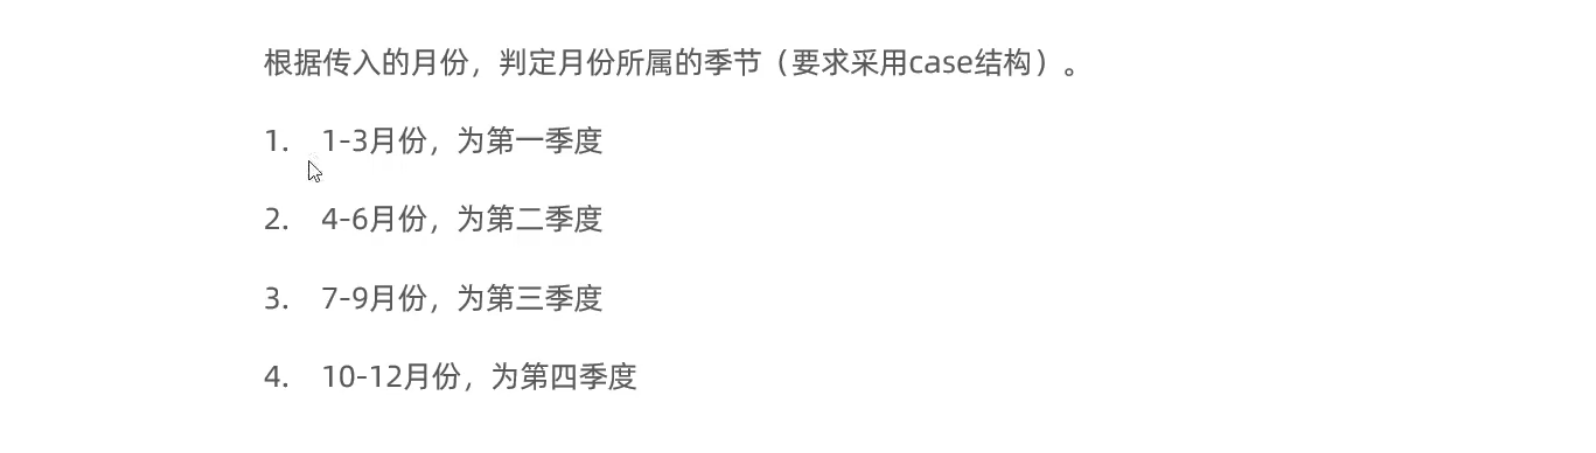 根据传入的月份，判定月份所属的季节（要求采用case结构）。
1. 1-3月份，为第一季度
2. 4-6月份，为第二季度
3. 7-9月份，为第三季度
4. 10-12月份，为第四季度